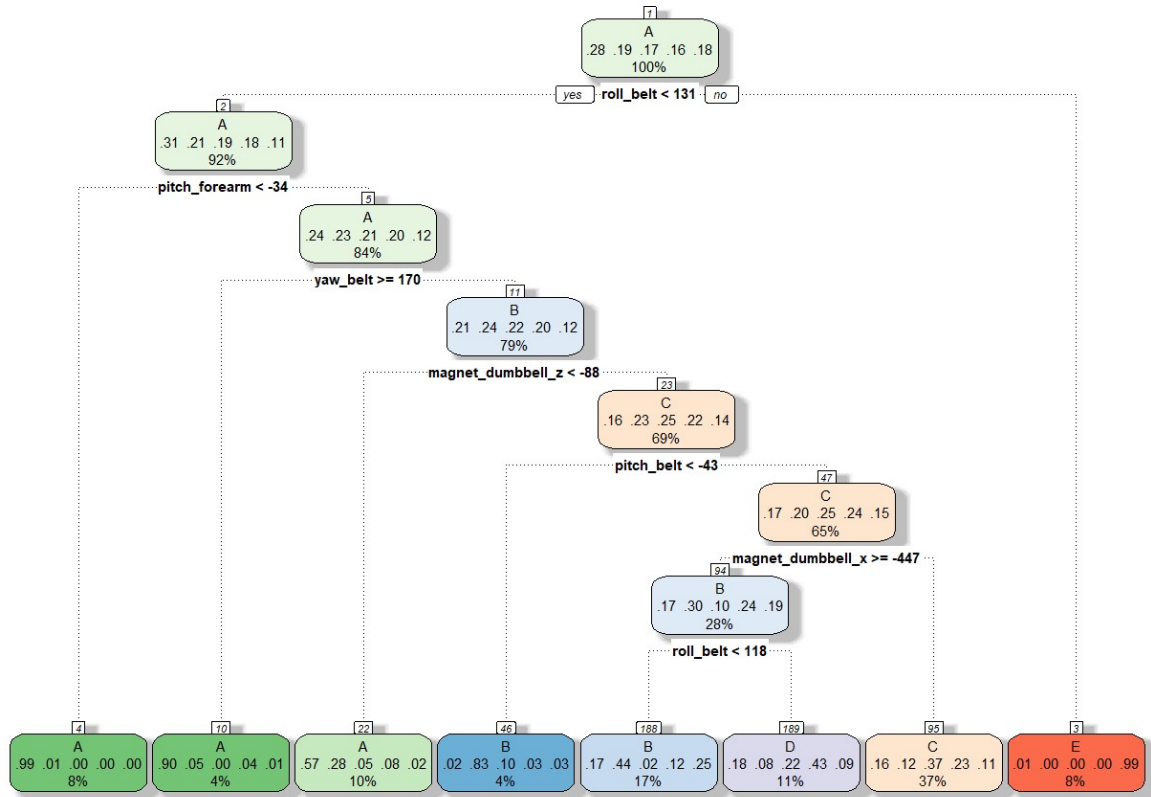 1
A
.28 .19 .17 .16 .18
100%
yes roll_belt < 131 no
2
A
.31 .21 .19 .18 .11
92%
pitch_forearm < -34
5
A
.24 .23 .21 .20 .12
84%
yaw_belt >= 170
11
B
.21 .24 .22 .20 .12
79%
magnet_dumbbell_z < -88
23
C
.16 .23 .25 .22 .14
69%
pitch_belt < -43
47
C
.17 .20 .25 .24 .15
65%
magnet_dumbbell_x >= -447
94
B
.17 .30 .10 .24 .19
28%
roll_belt < 118
4
A
.99 .01 .00 .00 .00
8%
10
A
.90 .05 .00 .04 .01
4%
22
A
.57 .28 .05 .08 .02
10%
46
B
.02 .83 .10 .03 .03
4%
188
B
.17 .44 .02 .12 .25
17%
189
D
.18 .08 .22 .43 .09
11%
95
C
.16 .12 .37 .23 .11
37%
3
E
.01 .00 .00 .00 .99
8%